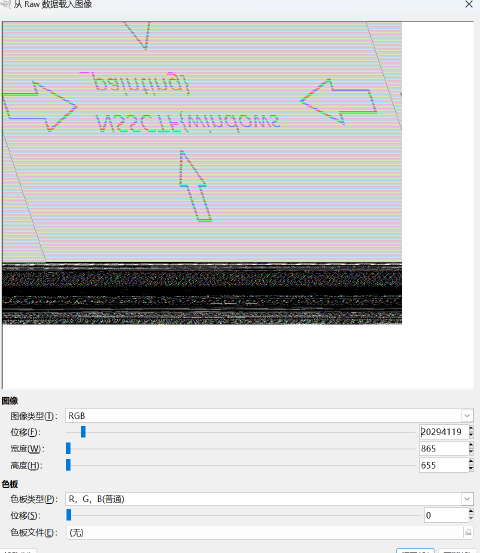 从 Raw 数据载入图像
NSSCTF{windows
图像
图像类型(I): RGB
位移(F): 20294119
宽度(W): 865
高度(H): 655
色板
色板类型(P): R, G, B(普通)
位移(S): 0
色板文件(E): (无)